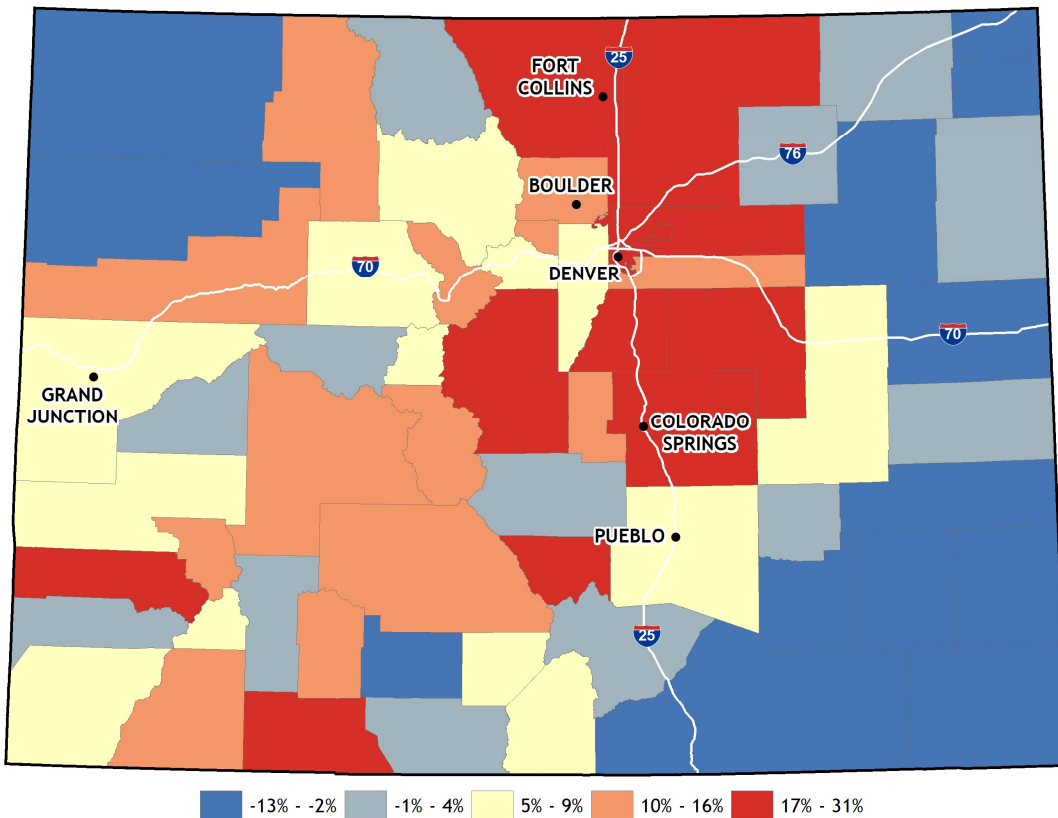 25
FORT
COLLINS
76
BOULDER
70
DENVER
70
GRAND
JUNCTION
COLORADO
SPRINGS
PUEBLO
25
-13% - -2%
-1% - 4%
5% - 9%
10% - 16%
17% - 31%